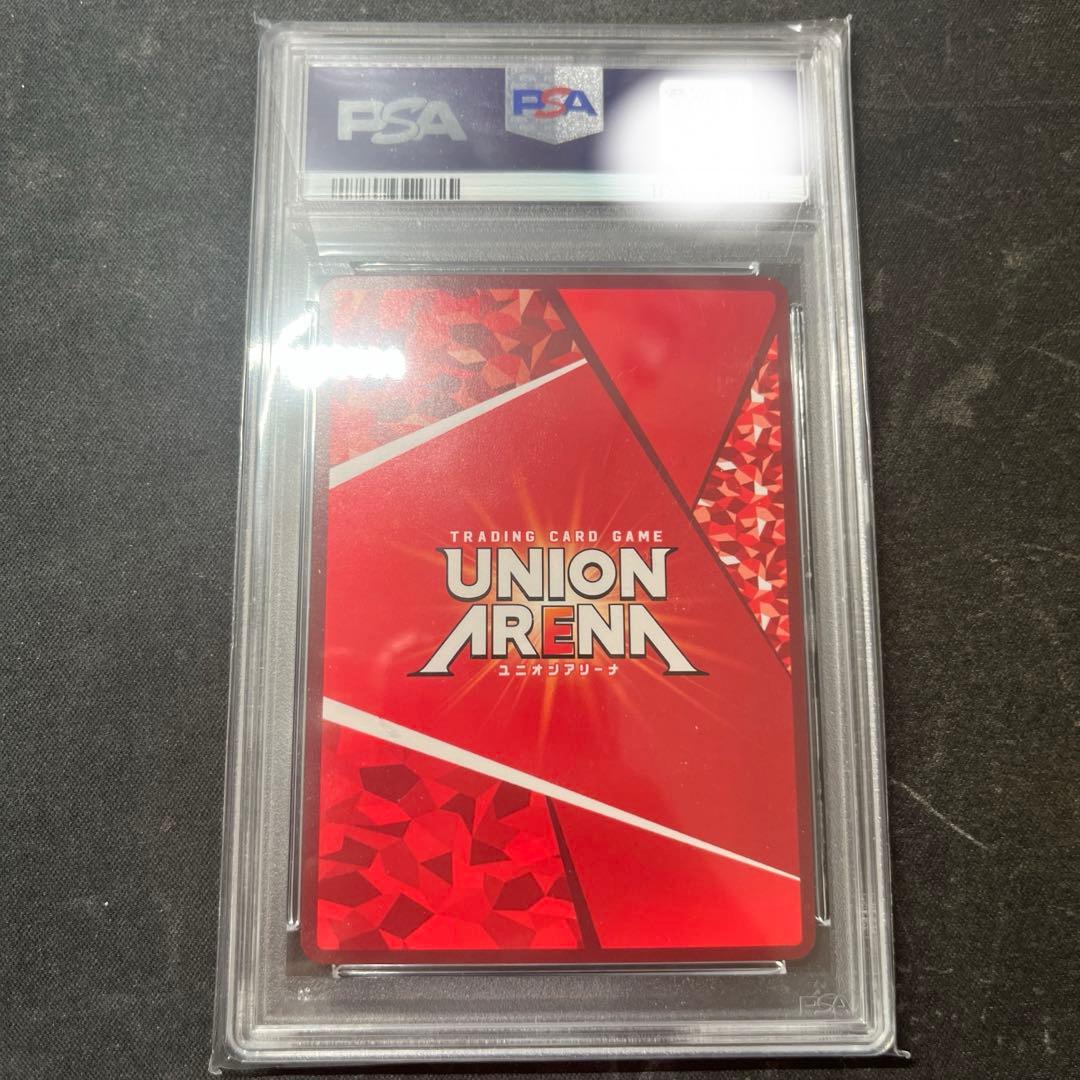 PSA
PSA
TRADING CARD GAME
UNION
ARENA
ユニオンアリーナ
PSA